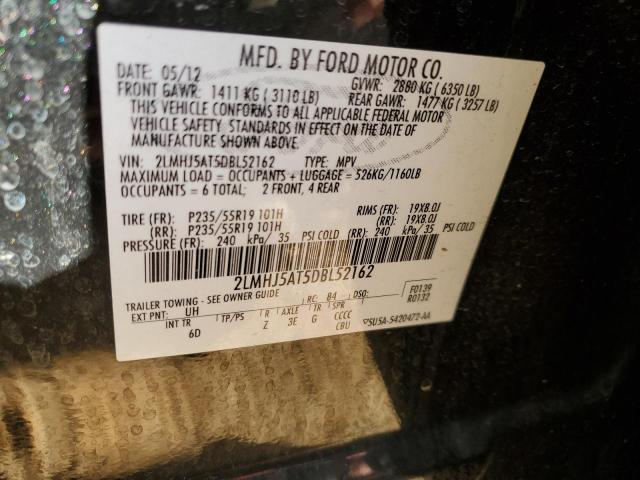 MFD. BY FORD MOTOR CO.
DATE: 05/12 GVWR: 2880 KG ( 6350 LB)
FRONT GAWR: 1411 KG ( 3110 LB) REAR GAWR: 1477 KG ( 3257 LB)
THIS VEHICLE CONFORMS TO ALL APPLICABLE FEDERAL MOTOR
VEHICLE SAFETY STANDARDS IN EFFECT ON THE DATE OF
MANUFACTURE SHOWN ABOVE.
VIN: 2LMHJ5AT5DBL52162 TYPE: MPV
MAXIMUM LOAD = OCCUPANTS + LUGGAGE = 526KG/1160LB
OCCUPANTS = 6 TOTAL; 2 FRONT, 4 REAR
TIRE (FR): P235/55R19 101H RIMS (FR): 19X8.0J
(RR): P235/55R19 101H (RR): 19X8.0J
PRESSURE (FR): 240 kPa/ 35 PSI COLD (RR): 240 kPa/ 35 PSI COLD
2LMHJ5AT5DBL52162
TRAILER TOWING - SEE OWNER GUIDE RC: 84 DSO: F0139
EXT PNT: UH R0132
INT TR TP/PS R AXLE TR SPR
6D Z 3E G CCCC
CBU 5U5A-5420472-AA